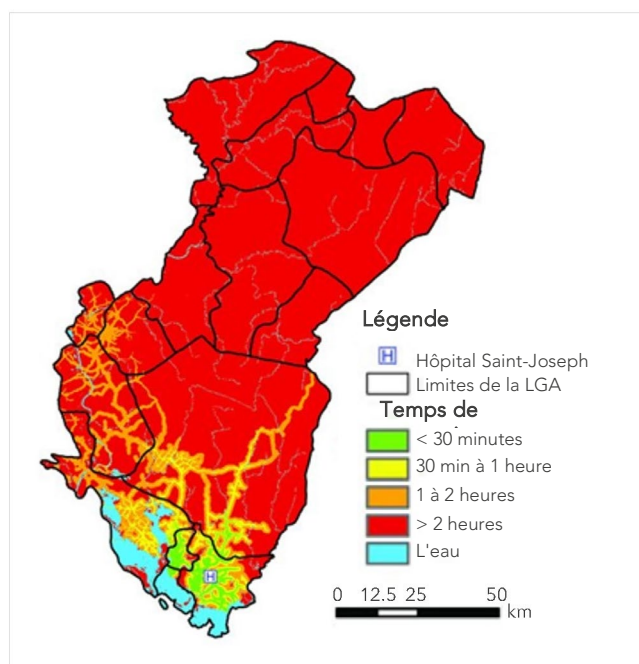 Légende
H Hôpital Saint-Joseph
Limites de la LGA
Temps de
< 30 minutes
30 min à 1 heure
1 à 2 heures
> 2 heures
L'eau
H
0 12.5 25 50
km